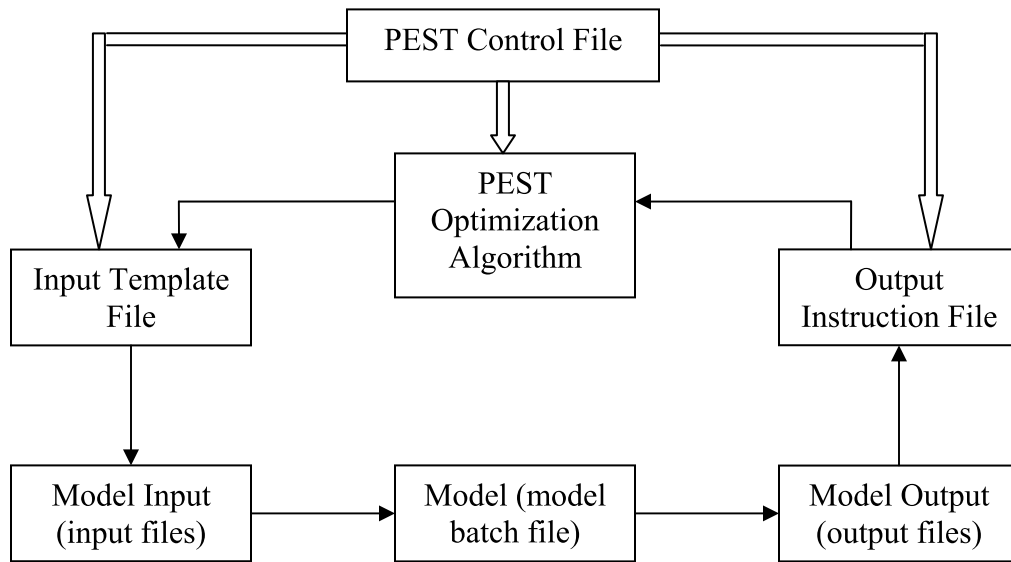 PEST Control File
PEST
Optimization
Algorithm
Input Template
File
Output
Instruction File
Model Input
(input files)
Model (model
batch file)
Model Output
(output files)